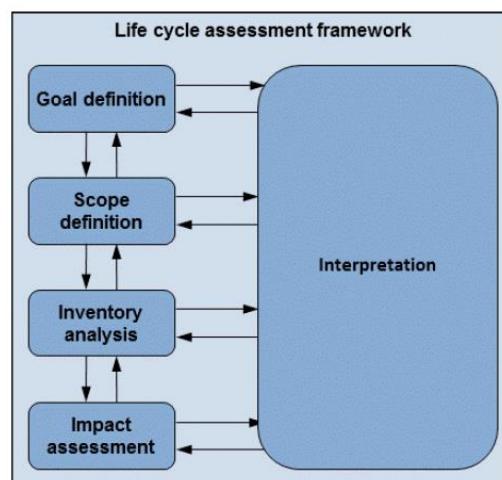 Life cycle assessment framework
Goal definition
Scope
definition
Inventory
analysis
Impact
assessment
Interpretation